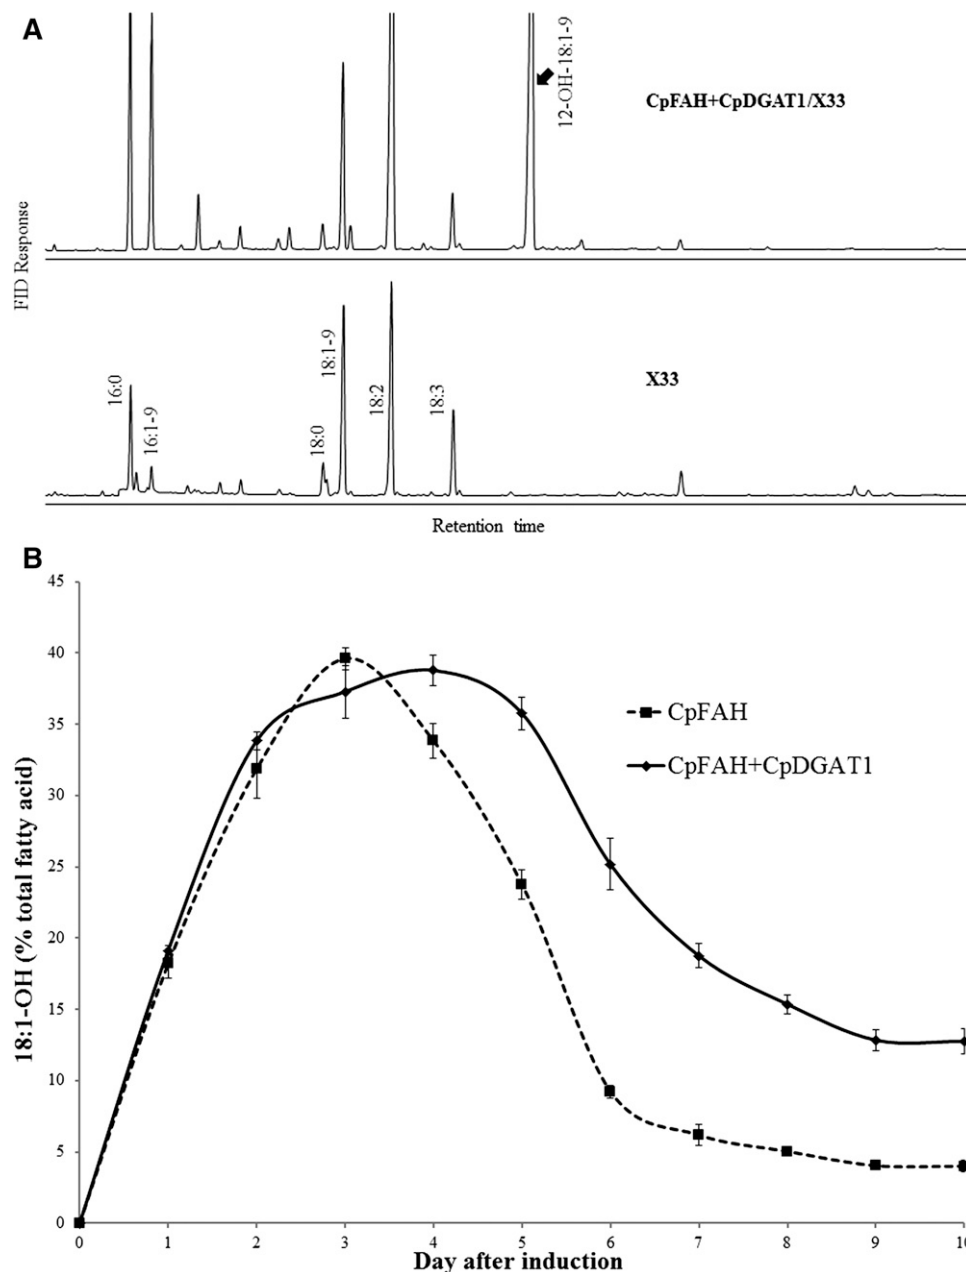 A
12-OH-18:1-9
CpFAH+CpDGAT1/X33
FID Response
16:0
16:1-9
18:0
18:1-9
18:2
18:3
X33
Retention time
B
45
40
35
30
25
20
15
10
5
0
18:1-OH (% total fatty acid)
CpFAH
CpFAH+CpDGAT1
0 1 2 3 4 5 6 7 8 9 10
Day after induction